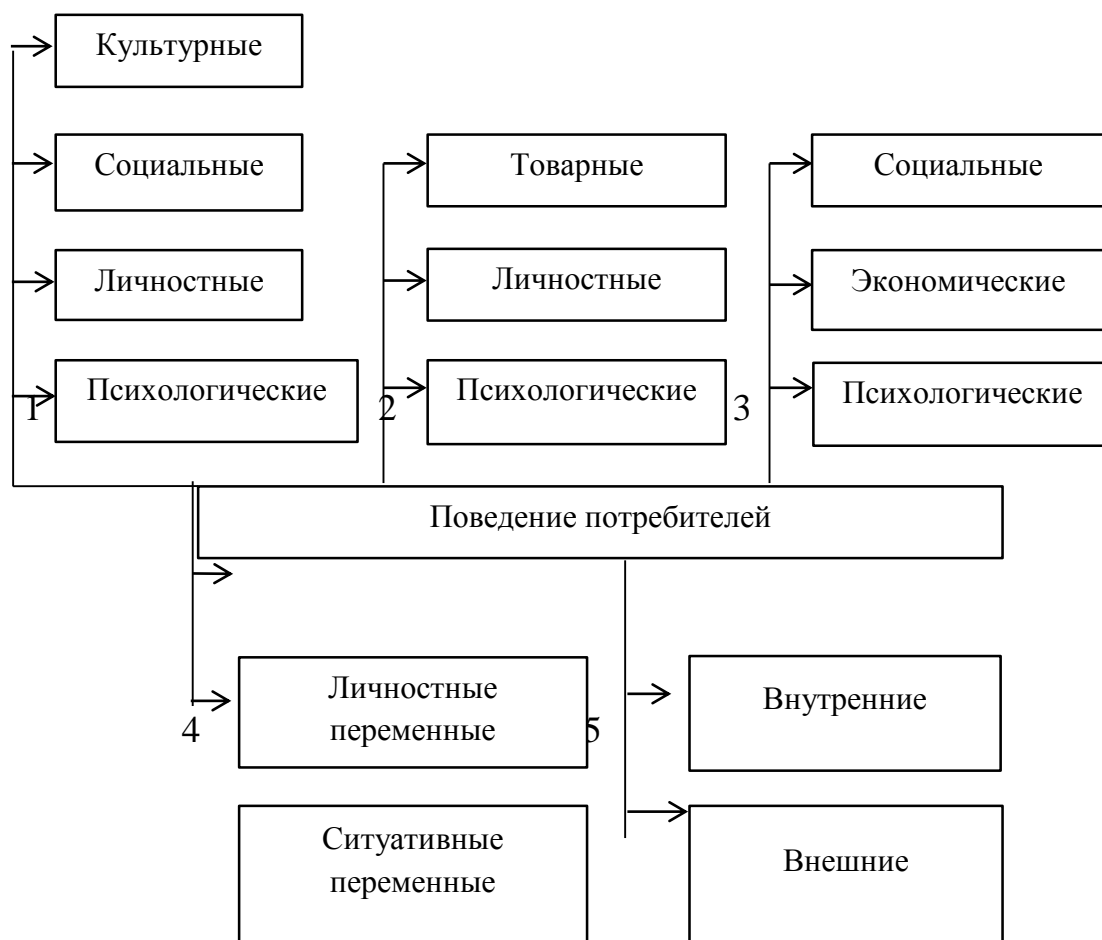 Культурные
Социальные
Товарные
Социальные
Личностные
Личностные
Экономические
Психологические
Психологические
Психологические
1
2
3
Поведение потребителей
Личностные
переменные
Внутренние
4
5
Ситуативные
переменные
Внешние